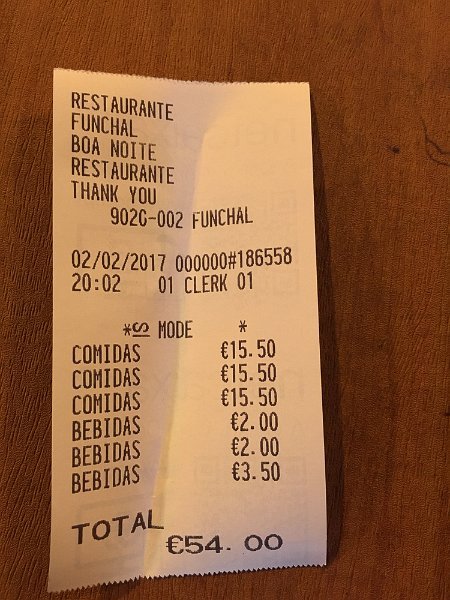 RESTAURANTE
FUNCHAL
BOA NOITE
RESTAURANTE
THANK YOU
902G-002 FUNCHAL
02/02/2017 000000#186558
20:02 01 CLERK 01
* MODE *
COMIDAS €15.50
COMIDAS €15.50
COMIDAS €15.50
BEBIDAS €2.00
BEBIDAS €2.00
BEBIDAS €3.50
TOTAL €54.00